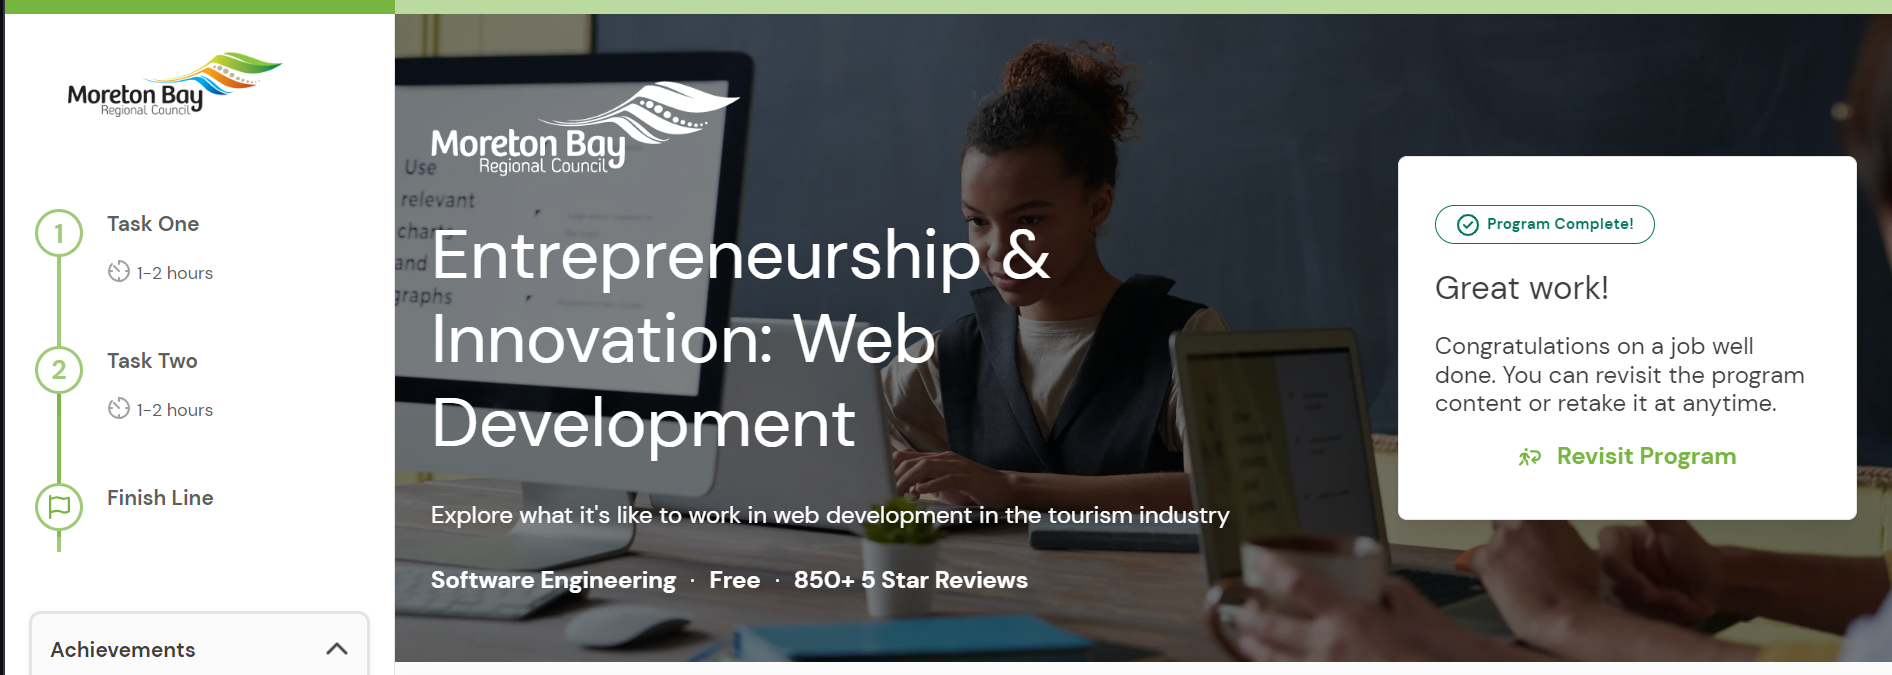 Moreton Bay
Regional Council
1
Task One
1-2 hours
2
Task Two
1-2 hours
Finish Line
Achievements
Moreton Bay
Regional Council
Use
relevant
charts
and
graphs
Entrepreneurship &
Innovation: Web
Development
Explore what it's like to work in web development in the tourism industry
Software Engineering · Free · 850+ 5 Star Reviews
Program Complete!
Great work!
Congratulations on a job well
done. You can revisit the program
content or retake it at anytime.
Revisit Program